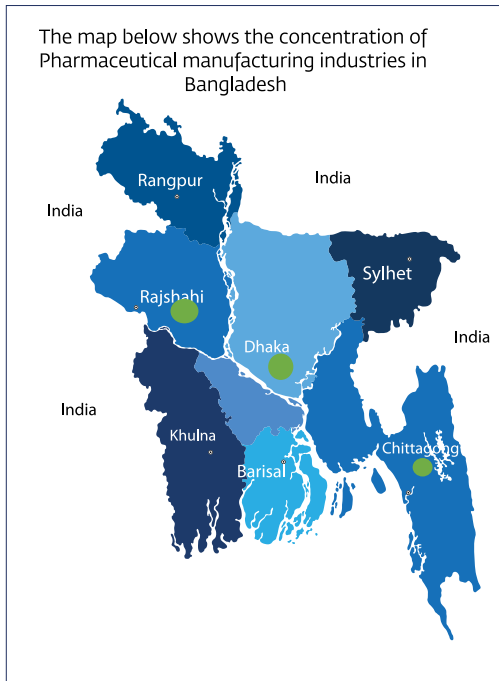 The map below shows the concentration of
Pharmaceutical manufacturing industries in
Bangladesh
Rangpur
India
India
Sylhet
Rajshahi
Dhaka
India
India
Khulna
Chittagong
Barisal